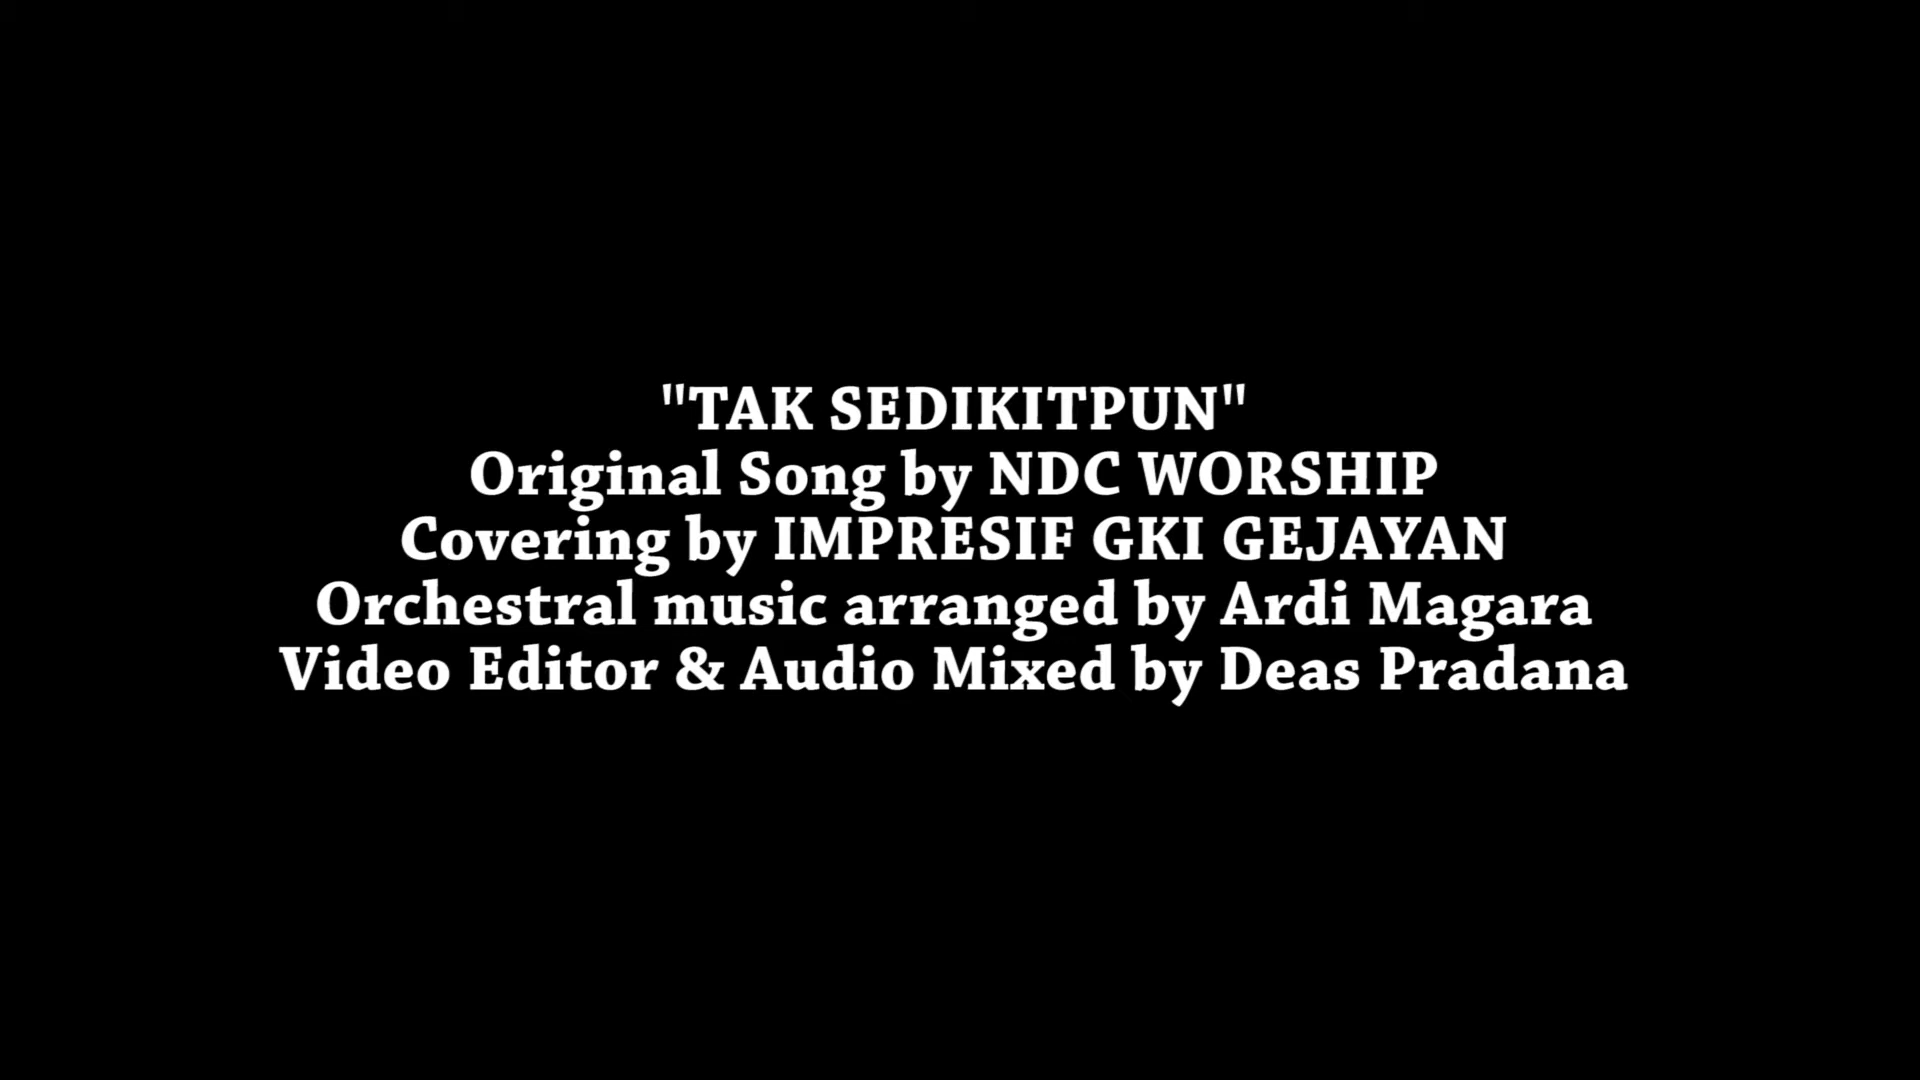 "TAK SEDIKITPUN"
Original Song by NDC WORSHIP
Covering by IMPRESIF GKI GEJAYAN
Orchestral music arranged by Ardi Magara
Video Editor & Audio Mixed by Deas Pradana